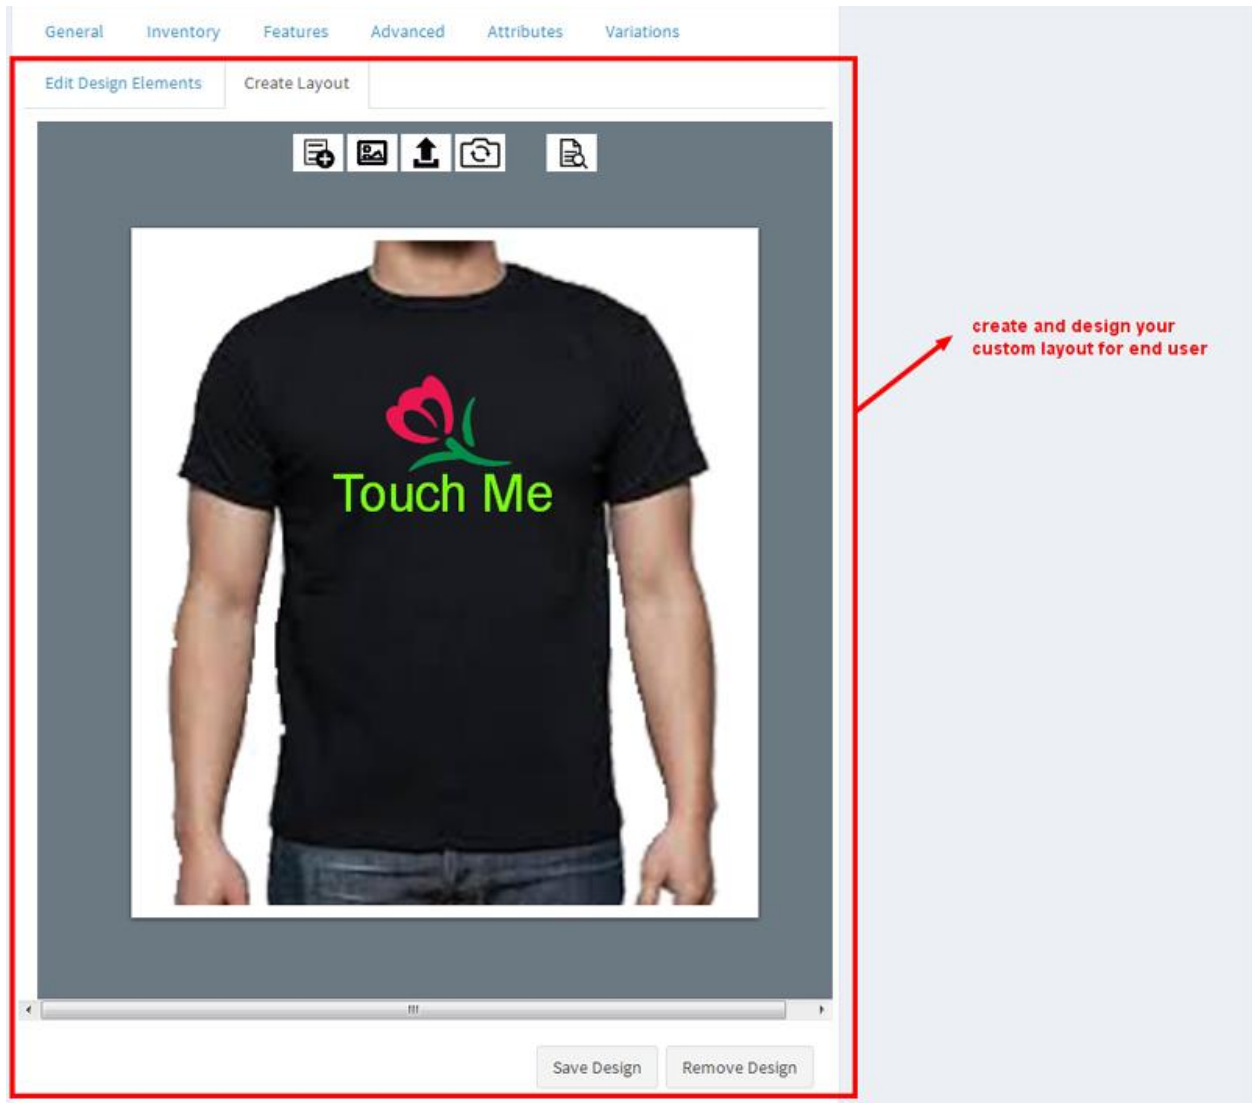 General Inventory Features Advanced Attributes Variations
Edit Design Elements Create Layout
Touch Me
create and design your
custom layout for end user
Save Design Remove Design